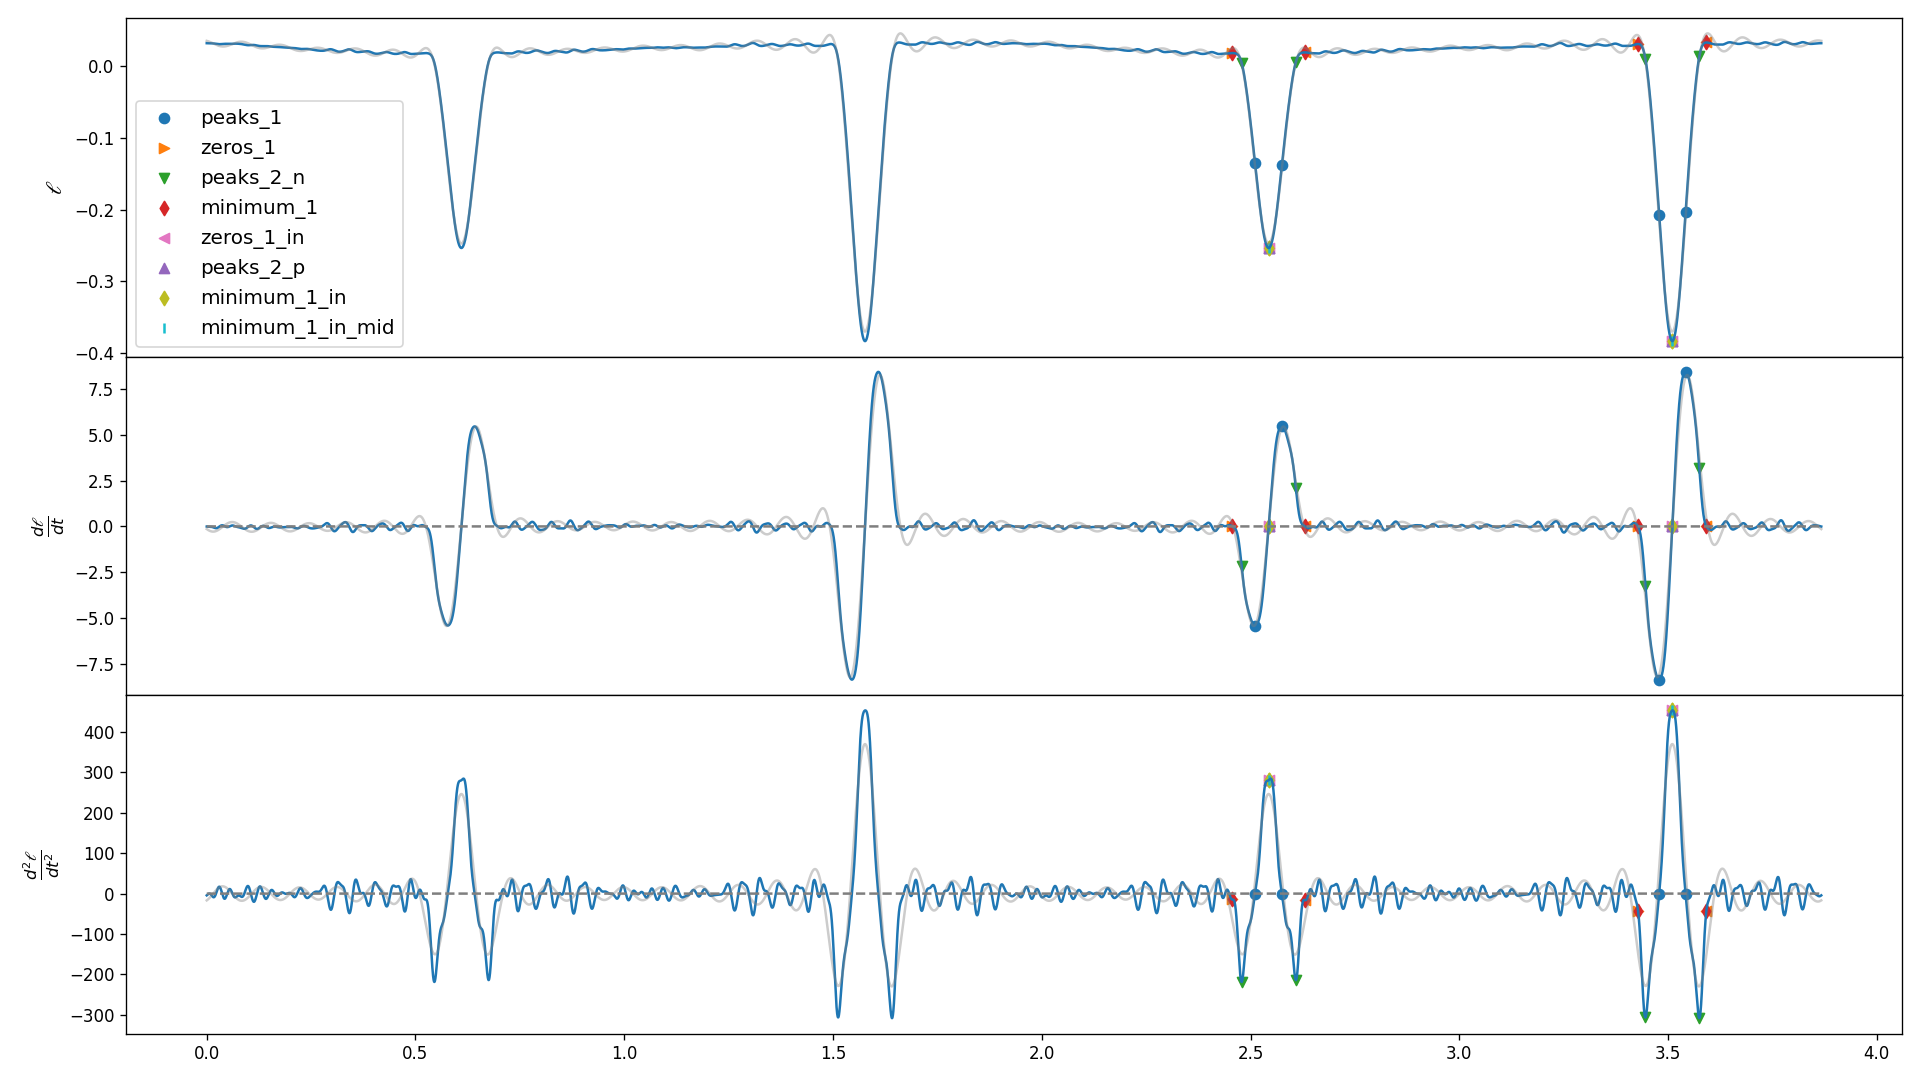 0.0
−0.1
−0.2
−0.3
−0.4
ℓ
peaks_1
zeros_1
peaks_2_n
minimum_1
zeros_1_in
peaks_2_p
minimum_1_in
minimum_1_in_mid
7.5
5.0
2.5
0.0
−2.5
−5.0
−7.5
dℓ
dt
400
300
200
100
0
−100
−200
−300
d²ℓ
dt²
0.0 0.5 1.0 1.5 2.0 2.5 3.0 3.5 4.0